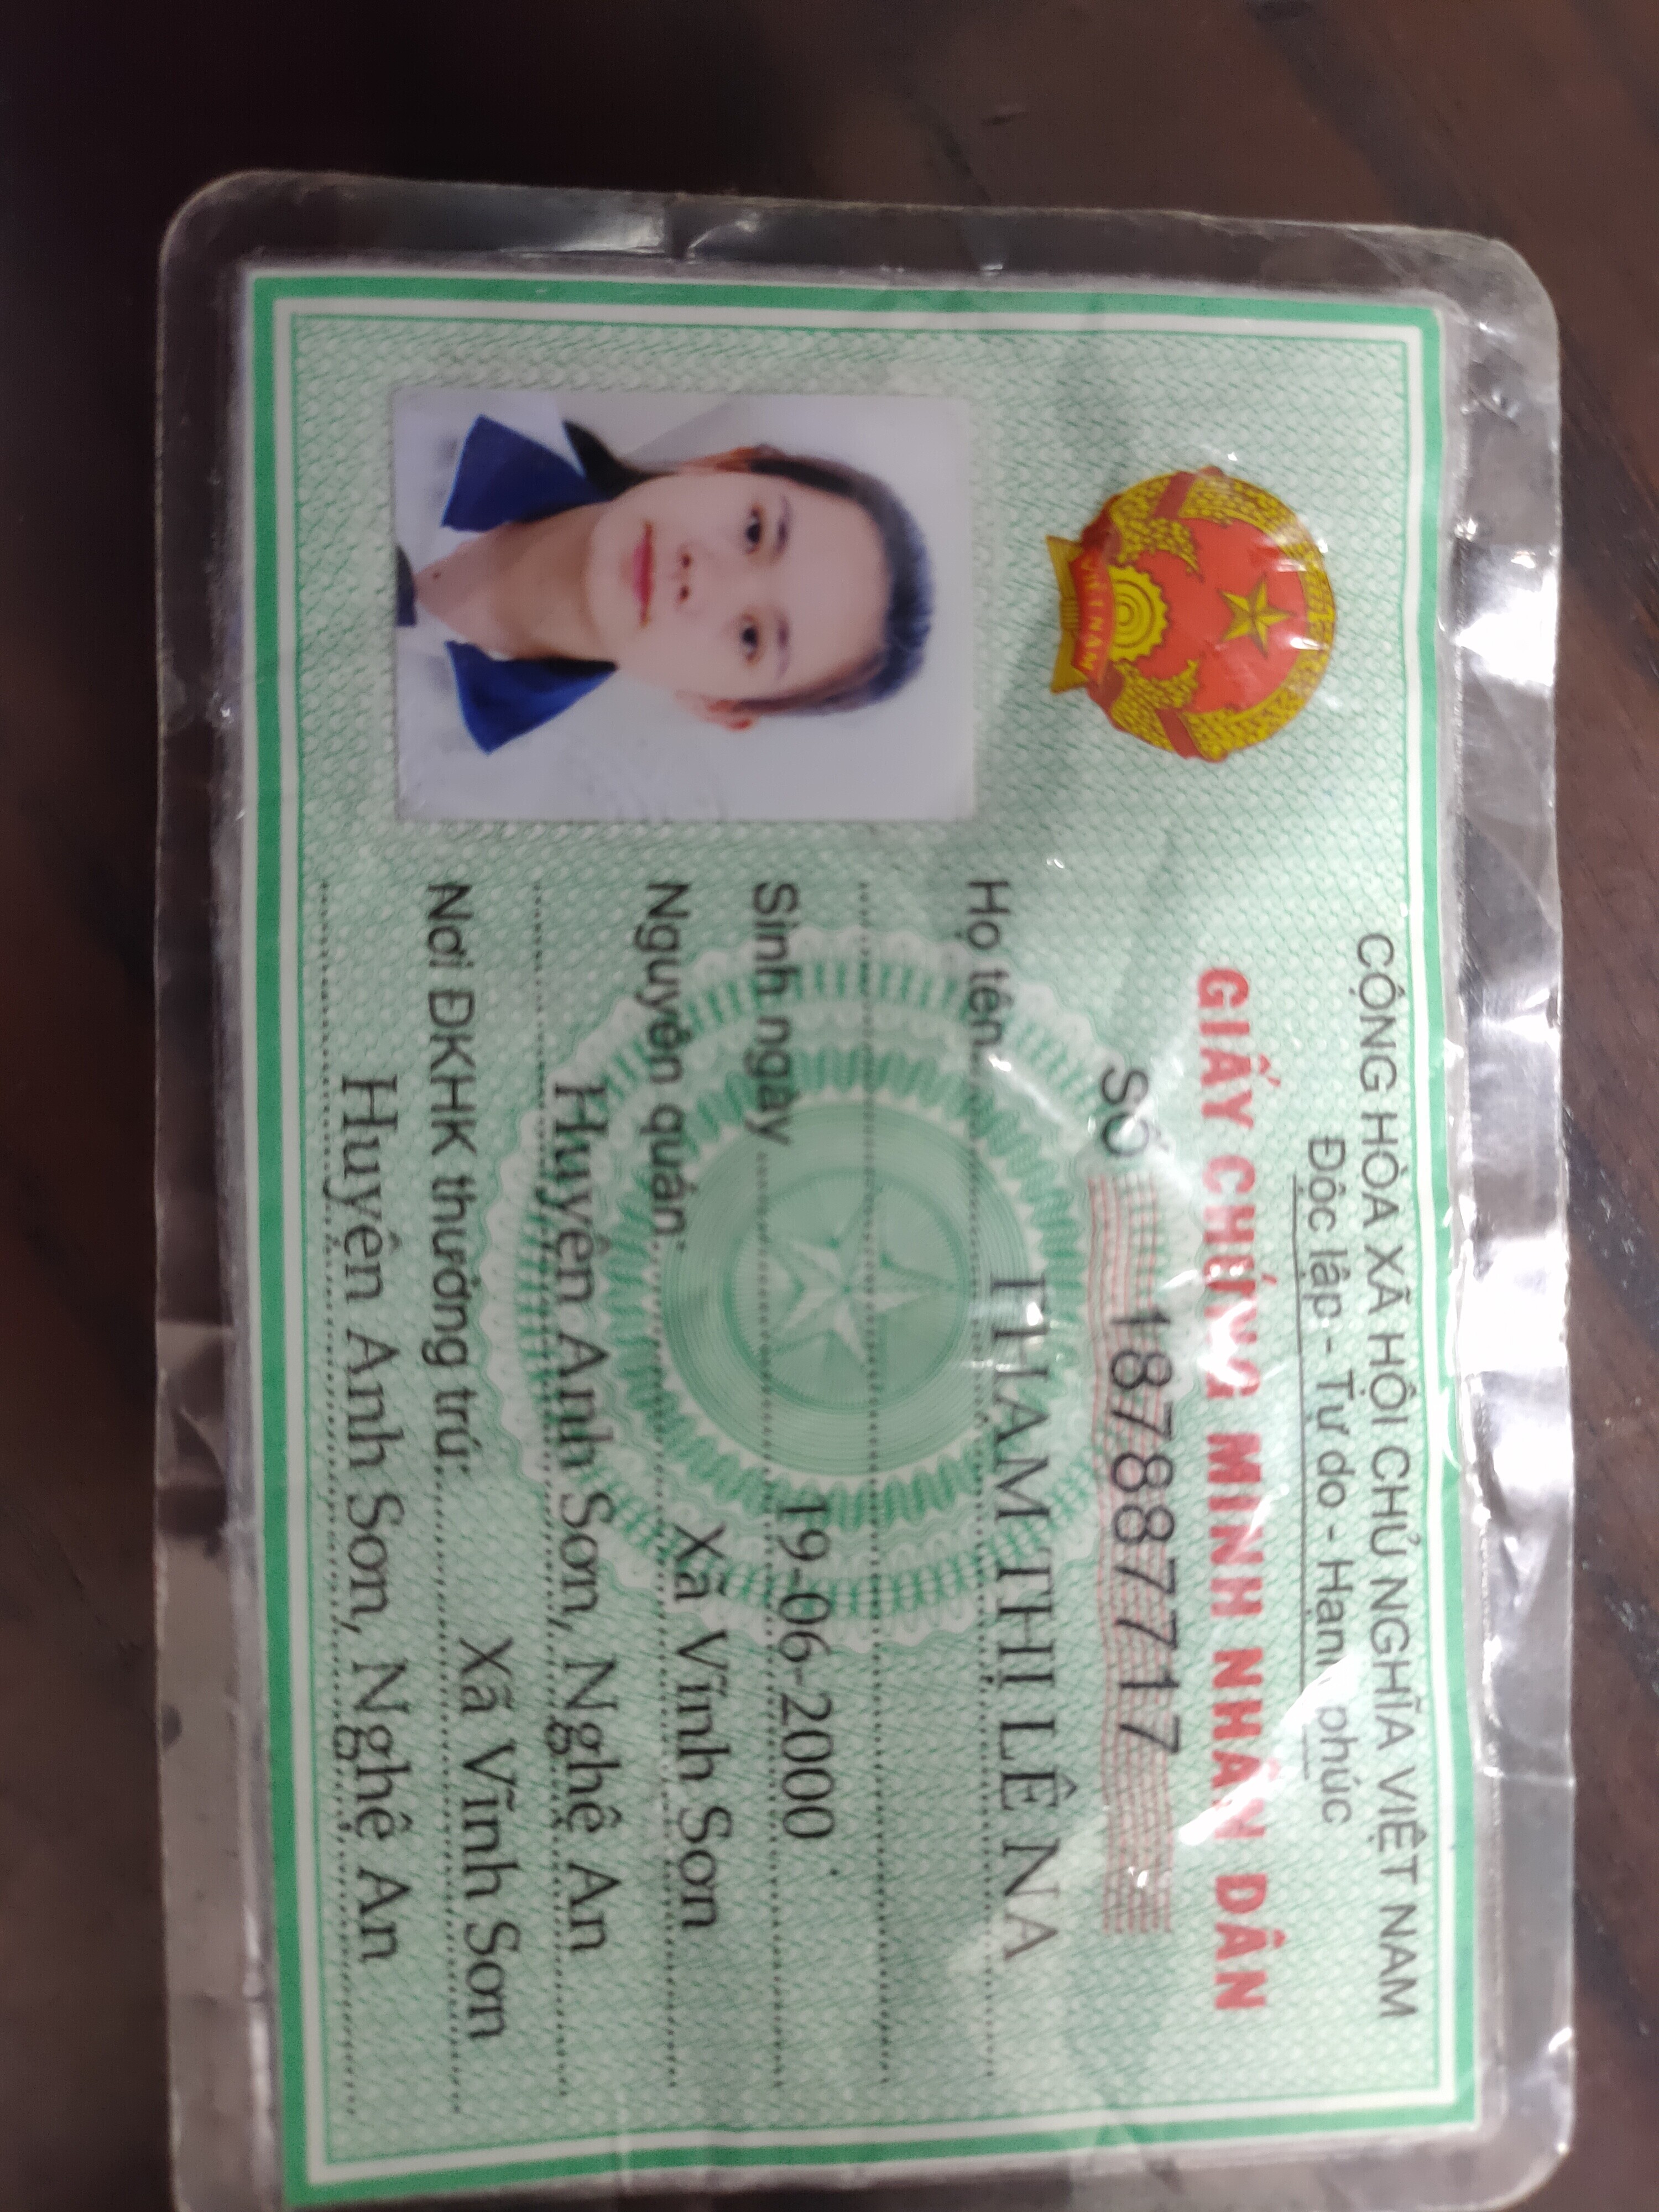 CỘNG HÒA XÃ HỘI CHỦ NGHĨA VIỆT NAM
Độc lập - Tự do - Hạnh phúc
GIẤY CHỨNG MINH NHÂN DÂN
SỐ 187887717
Họ tên THỊ LÊ NA
Sinh ngày 19-06-2000
Nguyên quán: Xã Vĩnh Sơn
Huyện Anh Sơn, Nghệ An
Nơi ĐKHK thường trú: Xã Vĩnh Sơn
Huyện Anh Sơn, Nghệ An
VIỆT NAM